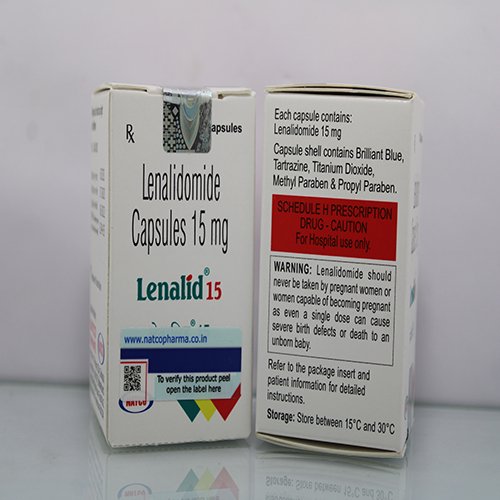 ℞
apsules
Lenalidomide
Capsules 15 mg
Lenalid® 15
www.natcopharma.co.in
To verify this product peel
open the label here
NATCO
Each capsule contains:
Lenalidomide 15 mg
Capsule shell contains Brilliant Blue,
Tartrazine, Titanium Dioxide,
Methyl Paraben & Propyl Paraben.
SCHEDULE H PRESCRIPTION
DRUG - CAUTION
For Hospital use only.
WARNING: Lenalidomide should
never be taken by pregnant women or
women capable of becoming pregnant
as even a single dose can cause
severe birth defects or death to an
unborn baby.
Refer to the package insert and
patient information for detailed
instructions.
Storage: Store between 15°C and 30°C